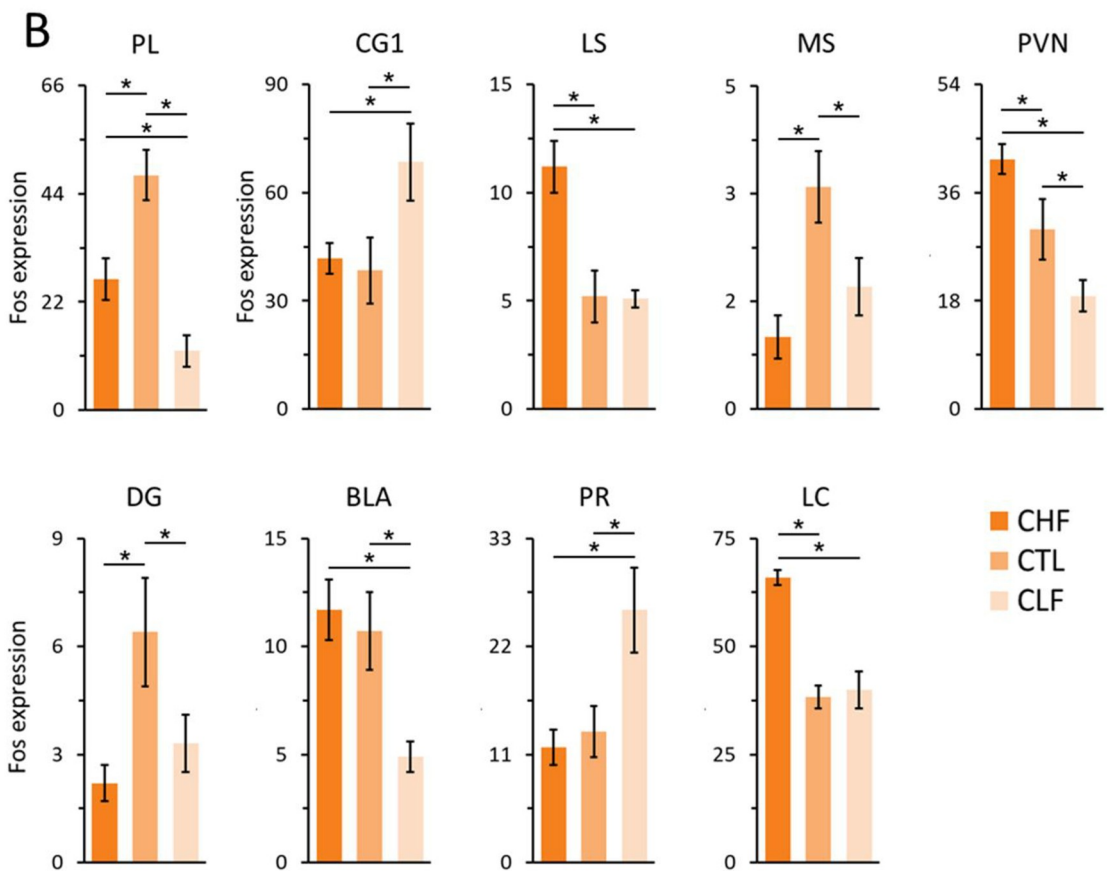 B
PL CG1 LS MS PVN
66 90 15 5 54
* * * * *
* * * * *
* *
44 60 10 3 36
Fos expression Fos expression
22 30 5 2 18
0 0 0 0 0
DG BLA PR LC
9 15 33 75
* * * *
* * * *
CHF
CTL
CLF
6 10 22 50
Fos expression
3 5 11 25
0 0 0 0